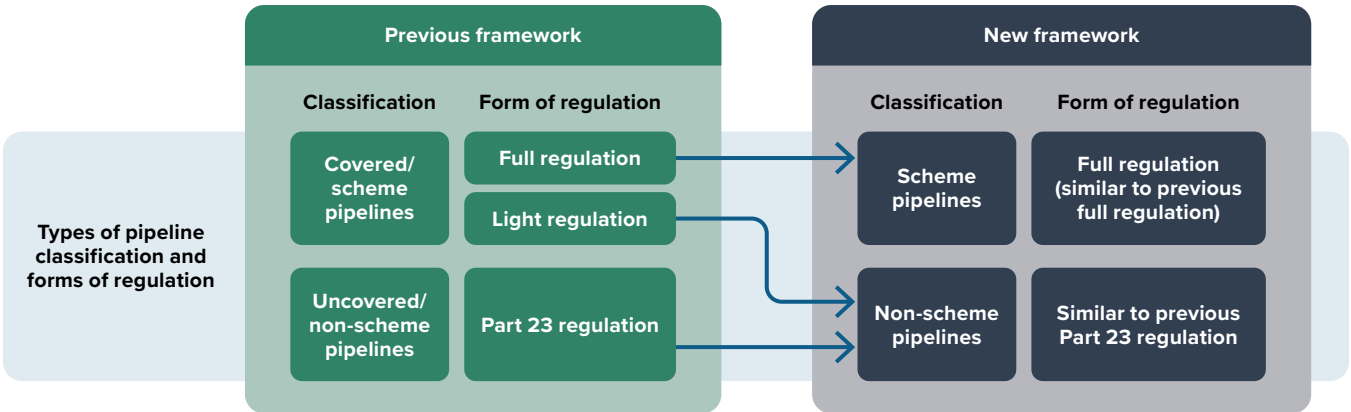 Previous framework
New framework
Classification
Form of regulation
Classification
Form of regulation
Types of pipeline
classification and
forms of regulation
Covered/
scheme
pipelines
Full regulation
Light regulation
Scheme
pipelines
Full regulation
(similar to previous
full regulation)
Uncovered/
non-scheme
pipelines
Part 23 regulation
Non-scheme
pipelines
Similar to previous
Part 23 regulation